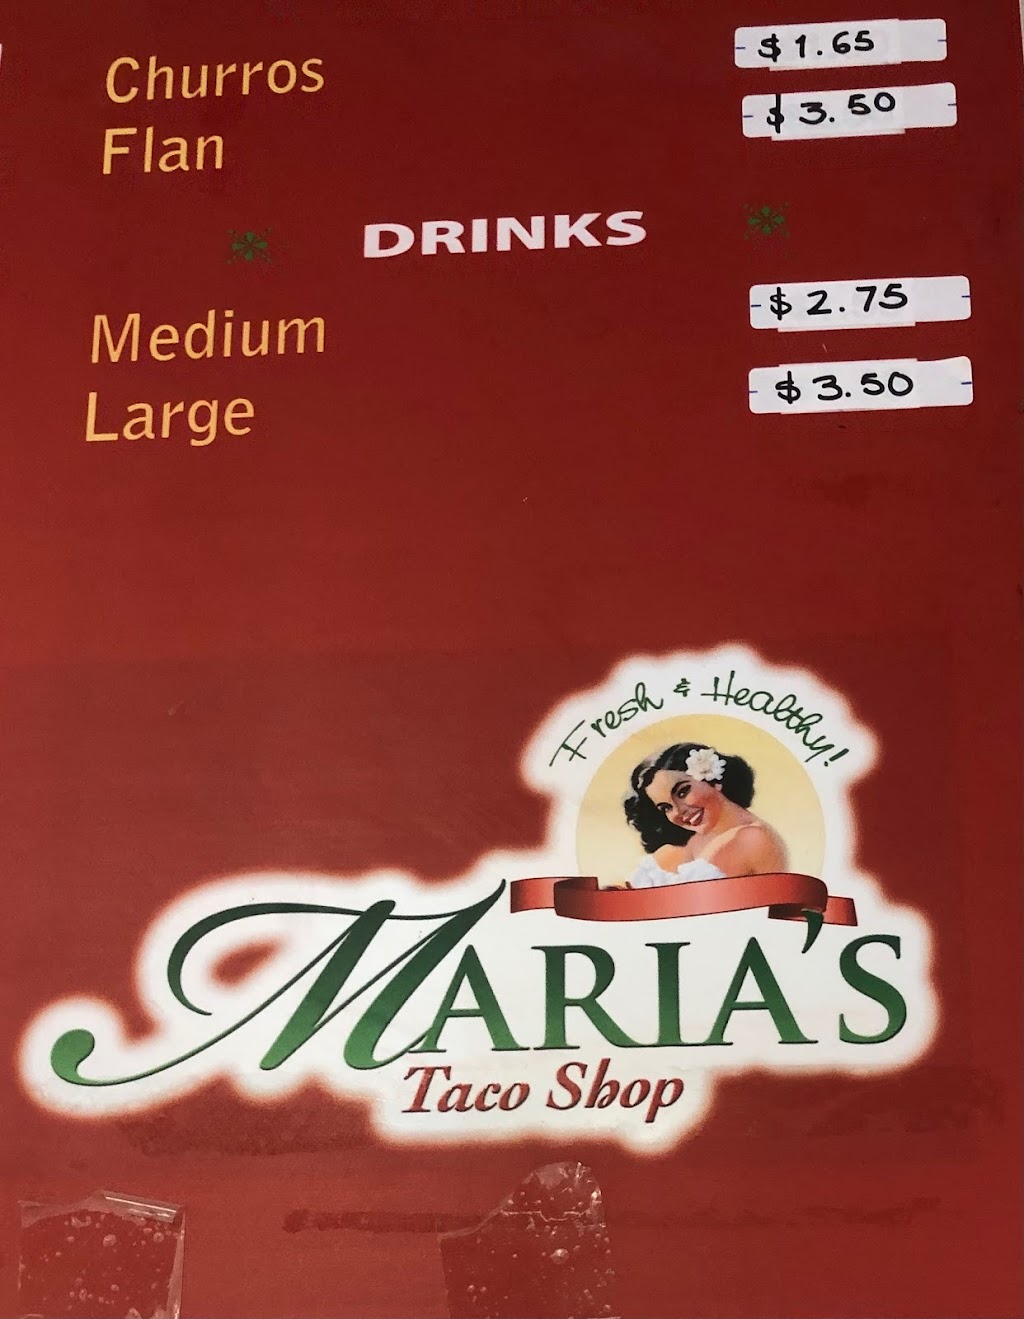 Churros $1.65
Flan $3.50
DRINKS
Medium $2.75
Large $3.50
Fresh & Healthy!
MARIA'S
Taco Shop